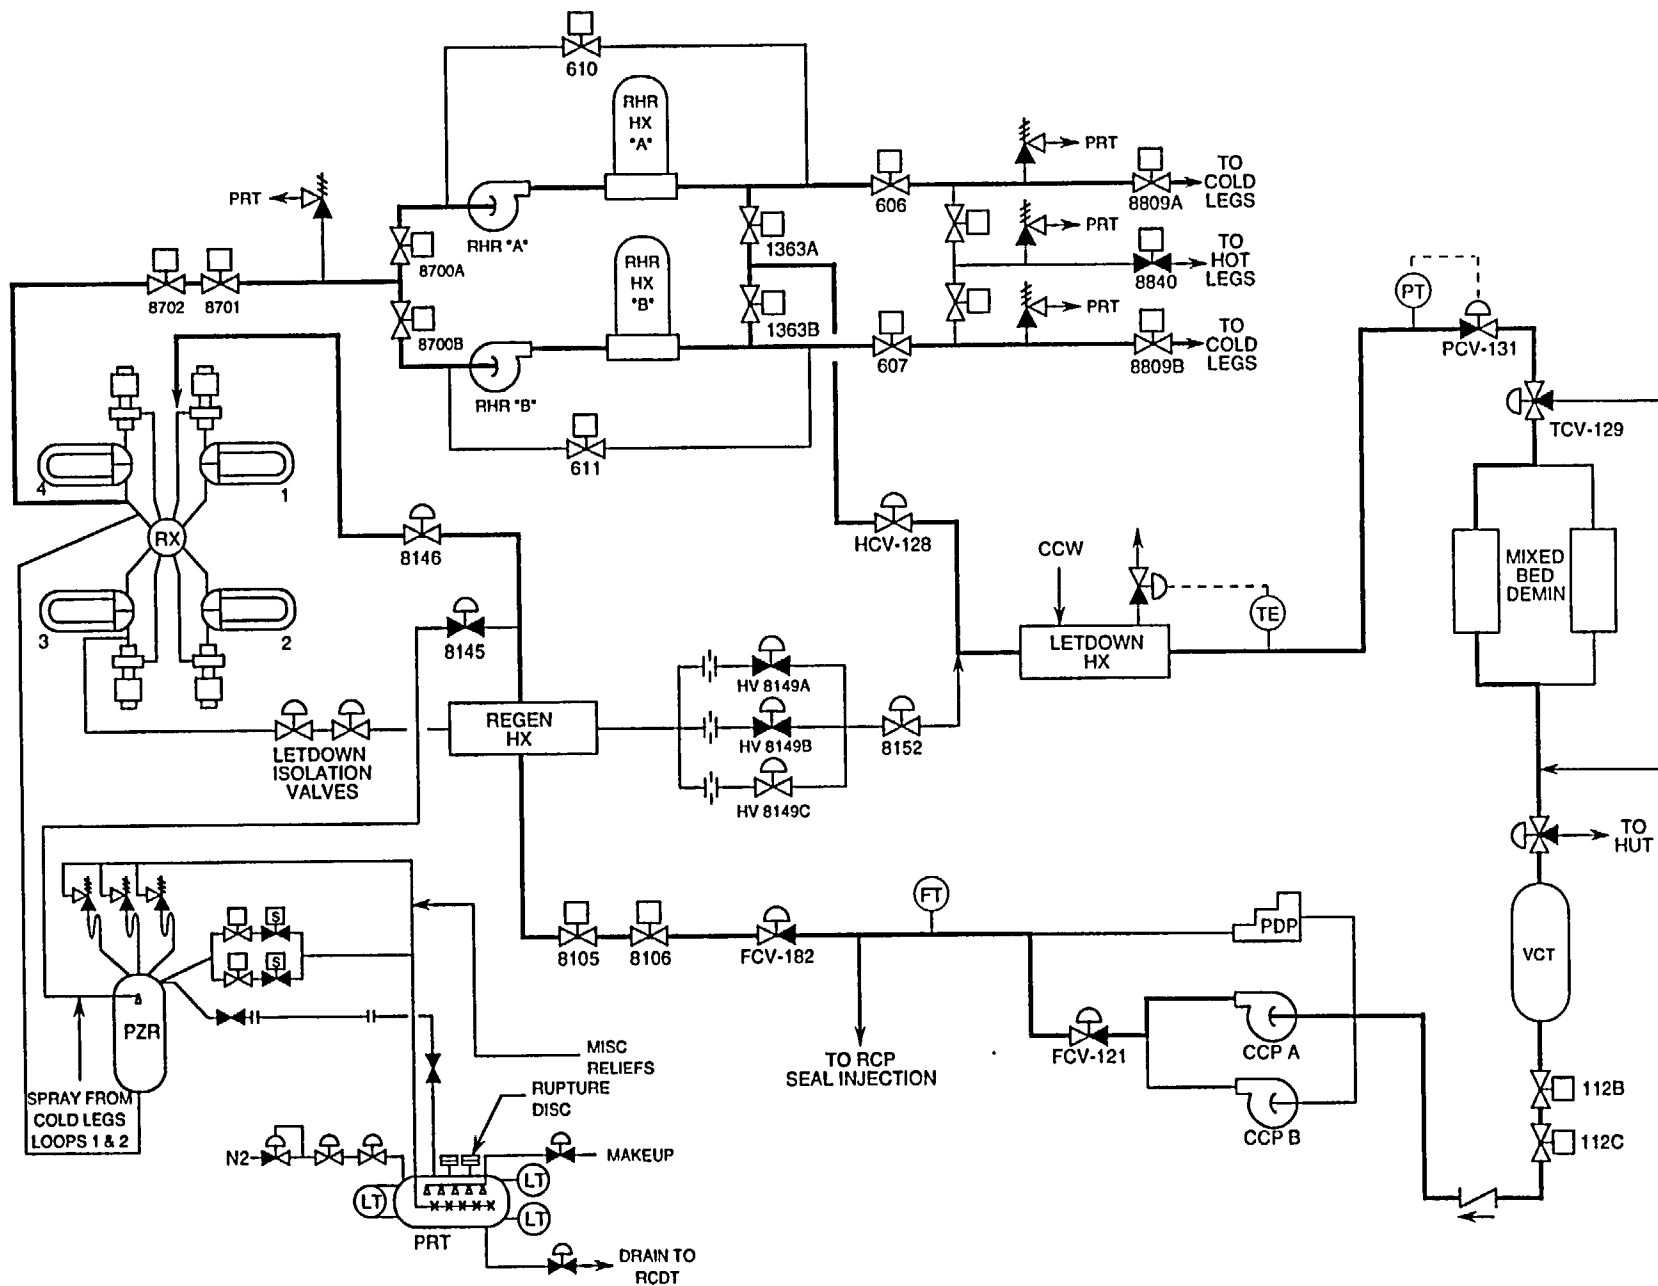 610
RHR
HX
"A"
PRT
TO
COLD
LEGS
606
8809A
PRT
RHR "A"
8700A
1363A
PRT
TO
HOT
LEGS
8840
8702
8701
RHR
HX
"B"
PT
8700B
1363B
PRT
PCV-131
TO
COLD
LEGS
607
8809B
RHR "B"
TCV-129
611
4
1
RX
8146
HCV-128
CCW
MIXED
BED
DEMIN
TE
3
2
8145
LETDOWN
HX
HV 8149A
REGEN
HX
HV 8149B
8152
LETDOWN
ISOLATION
VALVES
HV 8149C
TO
HUT
FT
S
PDP
8105
8106
FCV-182
S
VCT
PZR
FCV-121
CCP A
MISC
RELIEFS
TO RCP
SEAL INJECTION
RUPTURE
DISC
SPRAY FROM
COLD LEGS
LOOPS 1 & 2
112B
CCP B
112C
N2
MAKEUP
LT
LT
LT
PRT
DRAIN TO
RCDT